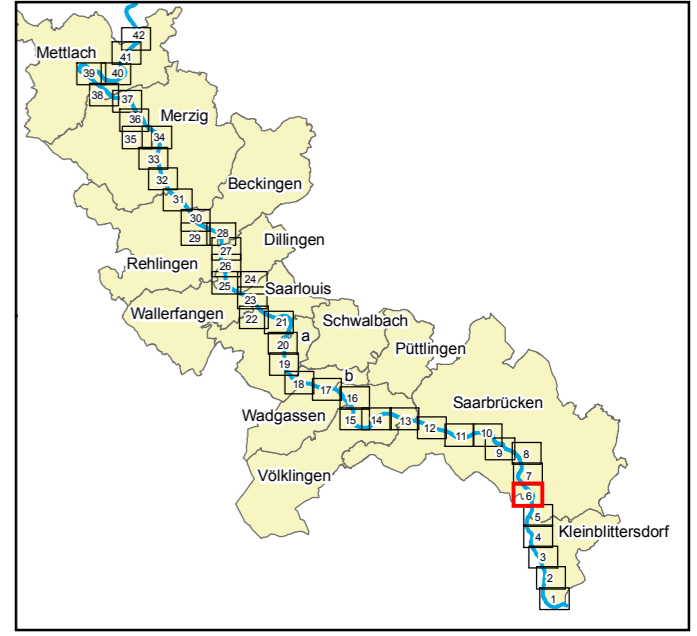 42
Mettlach
41
39
40
38
37
36
Merzig
35
34
33
32
Beckingen
31
30
29
28
Dillingen
27
Rehlingen
26
25
24
Saarlouis
23
Wallerfangen
22
21
Schwalbach
a
20
Püttlingen
19
b
18
17
16
Saarbrücken
Wadgassen
15
14
13
12
11
10
9
8
Völklingen
7
6
5
Kleinblittersdorf
4
3
2
1